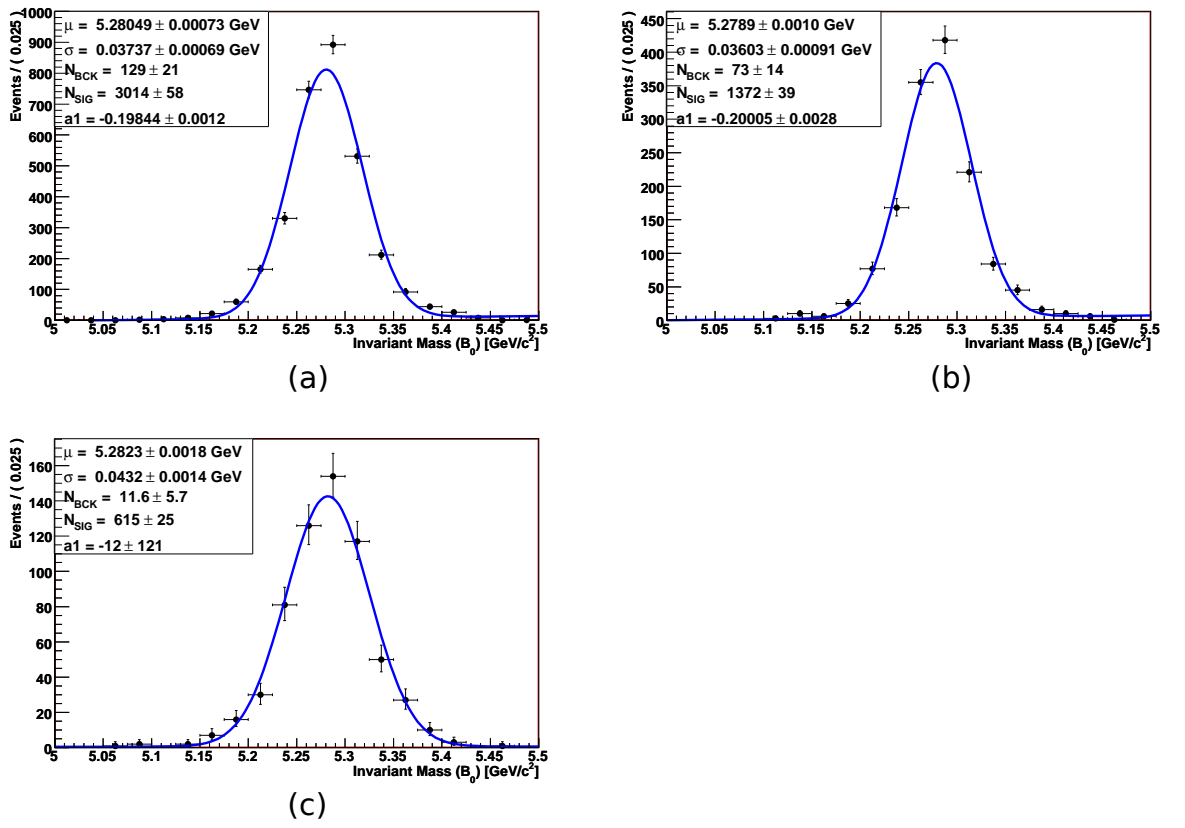 μ = 5.28049 ± 0.00073 GeV
σ = 0.03737 ± 0.00069 GeV
N_BCK = 129 ± 21
N_SIG = 3014 ± 58
a1 = -0.19844 ± 0.0012
Events / ( 0.025 )
1000
900
800
700
600
500
400
300
200
100
0
5 5.05 5.1 5.15 5.2 5.25 5.3 5.35 5.4 5.45 5.5
Invariant Mass (B_0) [GeV/c^2]
(a)
μ = 5.2789 ± 0.0010 GeV
σ = 0.03603 ± 0.00091 GeV
N_BCK = 73 ± 14
N_SIG = 1372 ± 39
a1 = -0.20005 ± 0.0028
Events / ( 0.025 )
450
400
350
300
250
200
150
100
50
0
5 5.05 5.1 5.15 5.2 5.25 5.3 5.35 5.4 5.45 5.5
Invariant Mass (B_0) [GeV/c^2]
(b)
μ = 5.2823 ± 0.0018 GeV
σ = 0.0432 ± 0.0014 GeV
N_BCK = 11.6 ± 5.7
N_SIG = 615 ± 25
a1 = -12 ± 121
Events / ( 0.025 )
160
140
120
100
80
60
40
20
0
5 5.05 5.1 5.15 5.2 5.25 5.3 5.35 5.4 5.45 5.5
Invariant Mass (B_0) [GeV/c^2]
(c)